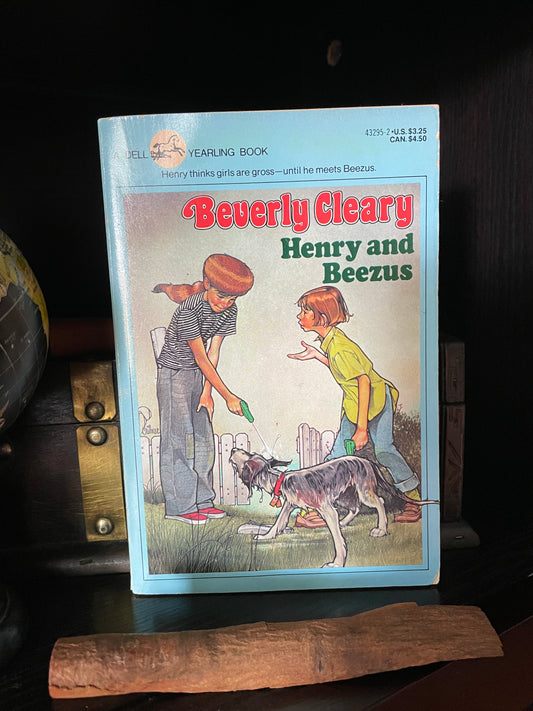 43295-2 • U.S. $3.25
CAN. $4.50
A DELL YEARLING BOOK
Henry thinks girls are gross—until he meets Beezus.
Beverly Cleary
Henry and
Beezus